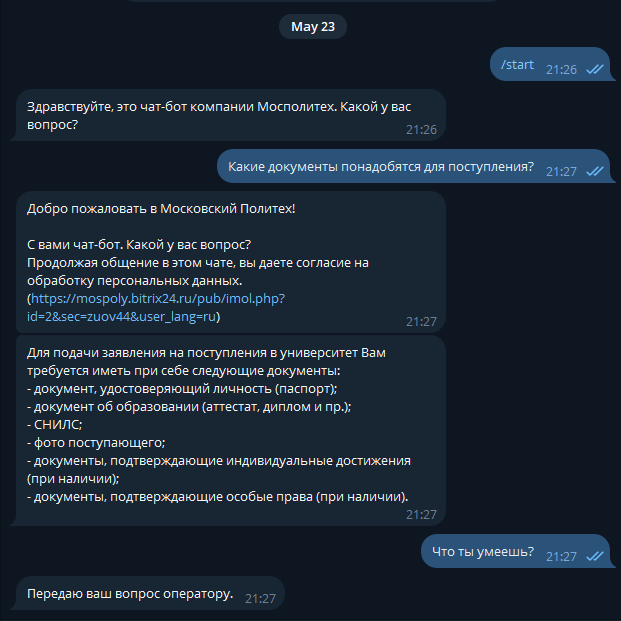 May 23
/start 21:26
Здравствуйте, это чат-бот компании Мосполитех. Какой у вас
вопрос?
21:26
Какие документы понадобятся для поступления? 21:27
Добро пожаловать в Московский Политех!
С вами чат-бот. Какой у вас вопрос?
Продолжая общение в этом чате, вы даете согласие на
обработку персональных данных.
(https://mospoly.bitrix24.ru/pub/imol.php?
id=2&sec=zuov44&user_lang=ru)
21:27
Для подачи заявления на поступления в университет Вам
требуется иметь при себе следующие документы:
- документ, удостоверяющий личность (паспорт);
- документ об образовании (аттестат, диплом и пр.);
- СНИЛС;
- фото поступающего;
- документы, подтверждающие индивидуальные достижения
(при наличии);
- документы, подтверждающие особые права (при наличии).
21:27
Что ты умеешь? 21:27
Передаю ваш вопрос оператору. 21:27